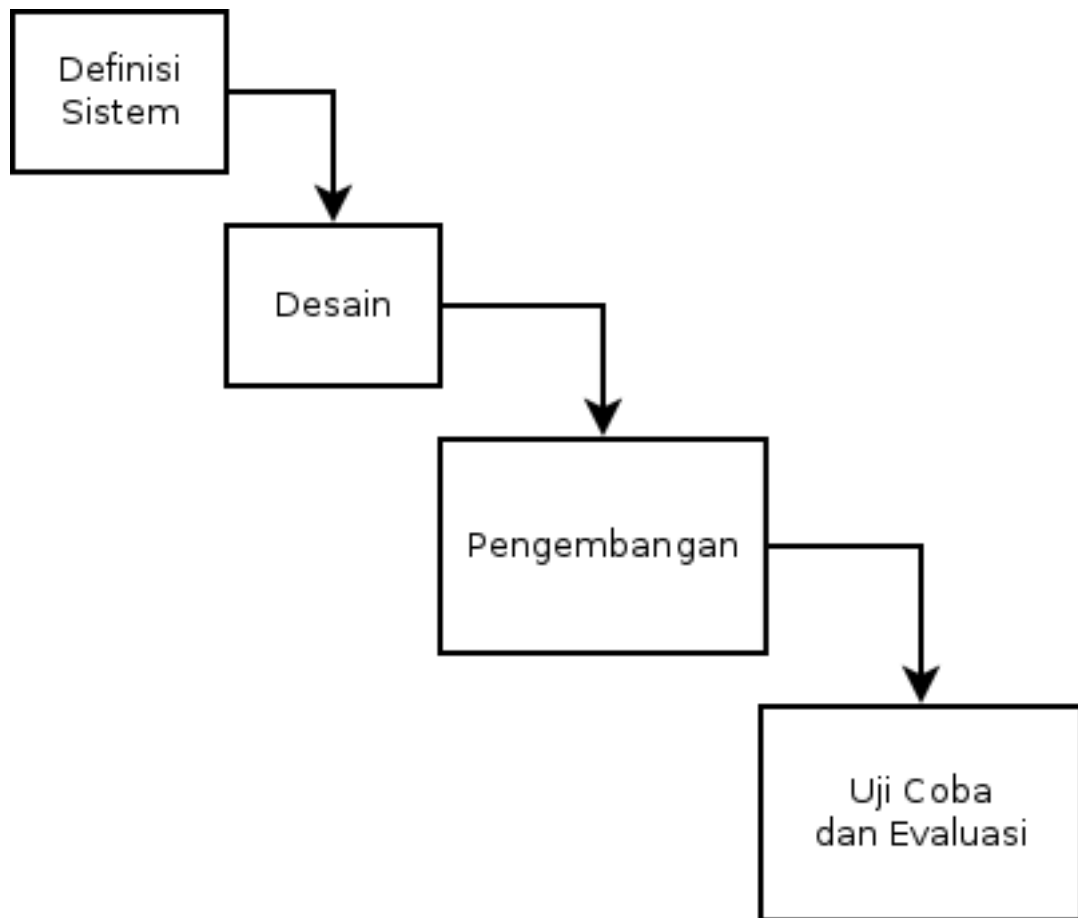 Definisi
Sistem
Desain
Pengembangan
Uji Coba
dan Evaluasi